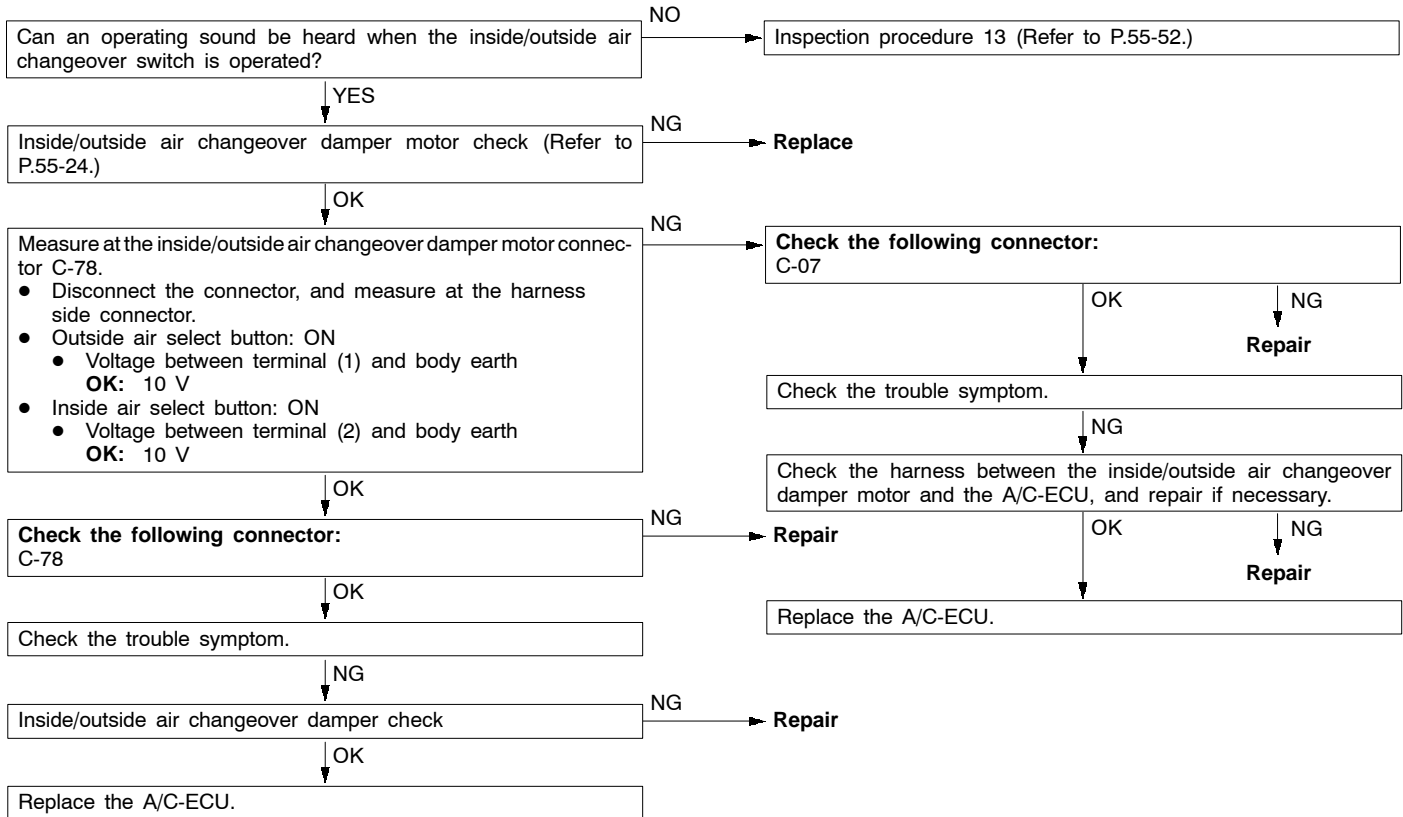 Can an operating sound be heard when the inside/outside air
changeover switch is operated?
NO
Inspection procedure 13 (Refer to P.55-52.)
YES
Inside/outside air changeover damper motor check (Refer to
P.55-24.)
NG
Replace
OK
Measure at the inside/outside air changeover damper motor connec-
tor C-78.
● Disconnect the connector, and measure at the harness
side connector.
● Outside air select button: ON
● Voltage between terminal (1) and body earth
OK: 10 V
● Inside air select button: ON
● Voltage between terminal (2) and body earth
OK: 10 V
NG
Check the following connector:
C-07
OK
NG
Repair
Check the trouble symptom.
NG
Check the harness between the inside/outside air changeover
damper motor and the A/C-ECU, and repair if necessary.
OK
NG
Repair
Replace the A/C-ECU.
OK
Check the following connector:
C-78
NG
Repair
OK
Check the trouble symptom.
NG
Inside/outside air changeover damper check
NG
Repair
OK
Replace the A/C-ECU.